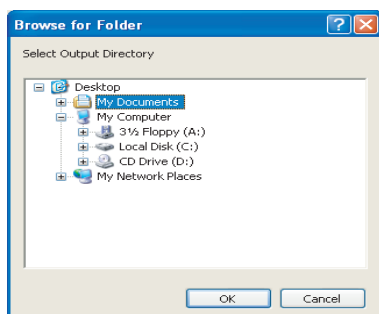 Browse for Folder
Select Output Directory
Desktop
My Documents
My Computer
3½ Floppy (A:)
Local Disk (C:)
CD Drive (D:)
My Network Places
OK
Cancel